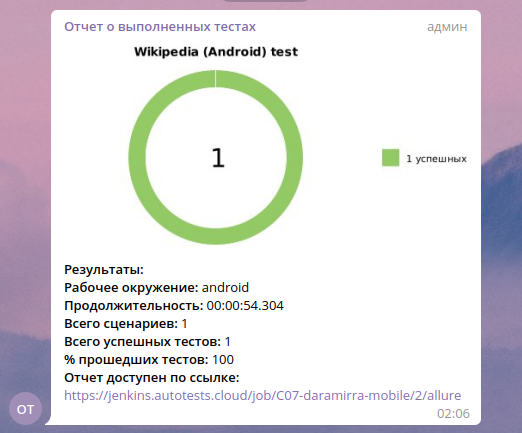 Отчет о выполненных тестах админ
Wikipedia (Android) test
1
1 успешных
Результаты:
Рабочее окружение: android
Продолжительность: 00:00:54.304
Всего сценариев: 1
Всего успешных тестов: 1
% прошедших тестов: 100
Отчет доступен по ссылке:
https://jenkins.autotests.cloud/job/C07-daramirra-mobile/2/allure
ОТ
02:06